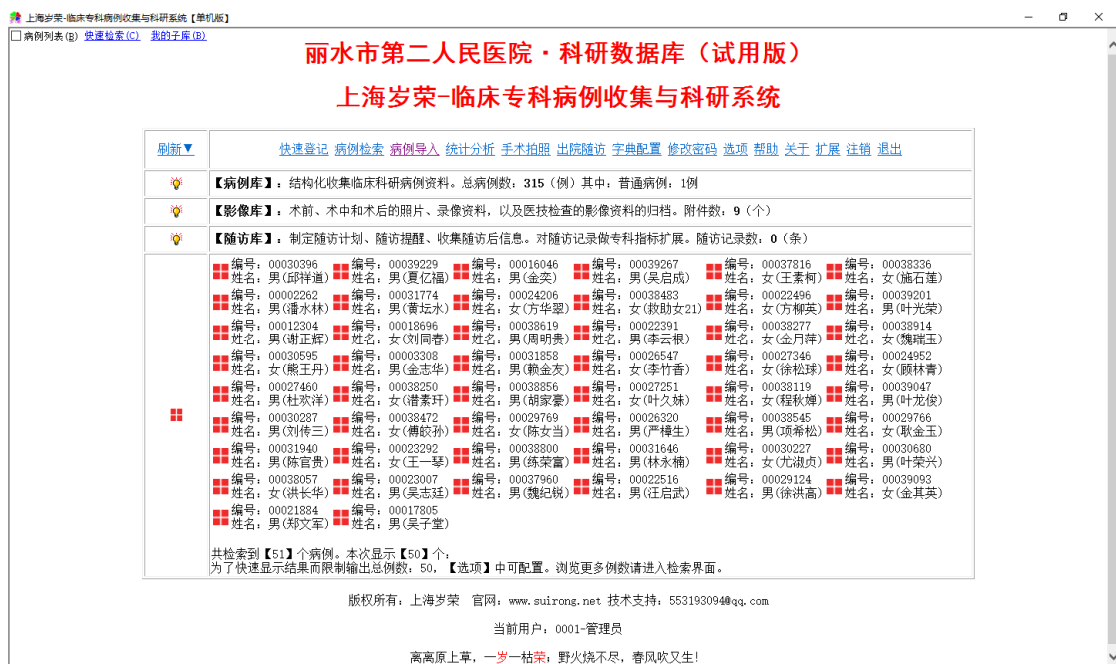 上海岁荣-临床专科病例收集与科研系统【单机版】
病例列表(B) 快速检索(C) 我的子库(B)
丽水市第二人民医院·科研数据库（试用版）
上海岁荣-临床专科病例收集与科研系统
刷新▼ 快速登记 病例检索 病例导入 统计分析 手术拍照 出院随访 字典配置 修改密码 选项 帮助 关于 扩展 注销 退出
【病例库】：结构化收集临床科研病例资料。总病例数：315（例）其中：普通病例：1例
【影像库】：术前、术中和术后的照片、录像资料，以及医技检查的影像资料的归档。附件数：9（个）
【随访库】：制定随访计划、随访提醒、收集随访后信息。对随访记录做专科指标扩展。随访记录数：0（条）
编号：00030396 编号：00039229 编号：00016046 编号：00039267 编号：00037816 编号：00038336
姓名：男(邱祥道) 姓名：男(夏亿福) 姓名：男(金奕) 姓名：男(吴启成) 姓名：女(王素柯) 姓名：女(施石莲)
编号：00002262 编号：00031774 编号：00024206 编号：00038483 编号：00022496 编号：00039201
姓名：男(潘水林) 姓名：男(黄坛水) 姓名：女(方华翠) 姓名：女(救助女21) 姓名：女(方柳英) 姓名：男(叶光荣)
编号：00012304 编号：00018696 编号：00038619 编号：00022391 编号：00038277 编号：00038914
姓名：男(谢正辉) 姓名：女(刘同春) 姓名：男(周明贵) 姓名：男(李云根) 姓名：女(金月萍) 姓名：女(魏瑞玉)
编号：00030595 编号：00003308 编号：00031858 编号：00026547 编号：00027346 编号：00024952
姓名：女(熊王丹) 姓名：男(金志华) 姓名：男(赖金友) 姓名：女(李竹香) 姓名：女(徐松球) 姓名：女(顾林青)
编号：00027460 编号：00038250 编号：00038856 编号：00027251 编号：00038119 编号：00039047
姓名：男(杜欢洋) 姓名：女(潜素玕) 姓名：男(胡家豪) 姓名：女(叶久妹) 姓名：女(程秋婵) 姓名：男(叶龙俊)
编号：00030287 编号：00038472 编号：00029769 编号：00026320 编号：00038545 编号：00029766
姓名：男(刘传三) 姓名：女(傅皎孙) 姓名：女(陈女当) 姓名：男(严樟生) 姓名：男(项希松) 姓名：女(耿金玉)
编号：00031940 编号：00023292 编号：00038800 编号：00031646 编号：00030227 编号：00030680
姓名：男(陈官贵) 姓名：女(王一琴) 姓名：男(练荣富) 姓名：男(林永楠) 姓名：女(尤淑贞) 姓名：男(叶荣兴)
编号：00038057 编号：00023007 编号：00037960 编号：00022516 编号：00029124 编号：00039093
姓名：女(洪长华) 姓名：男(吴志廷) 姓名：男(魏纪锐) 姓名：男(汪启武) 姓名：男(徐洪高) 姓名：女(金其英)
编号：00021884 编号：00017805
姓名：男(郑文军) 姓名：男(吴子堂)
共检索到【51】个病例。本次显示【50】个；
为了快速显示结果而限制输出总例数：50，【选项】中可配置。浏览更多例数请进入检索界面。
版权所有：上海岁荣 官网：www.suirong.net 技术支持：553193094@qq.com
当前用户：0001-管理员
离离原上草，一岁一枯荣；野火烧不尽，春风吹又生！